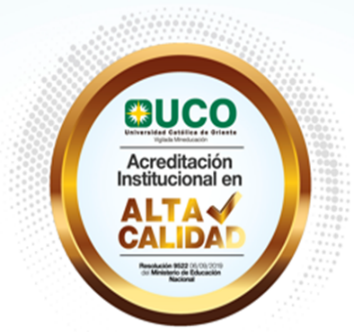 UCO
Universidad Católica de Oriente
Vigilada Mineducación
Acreditación
Institucional en
ALTA
CALIDAD
Resolución 9522 06/09/2019
del Ministerio de Educación
Nacional